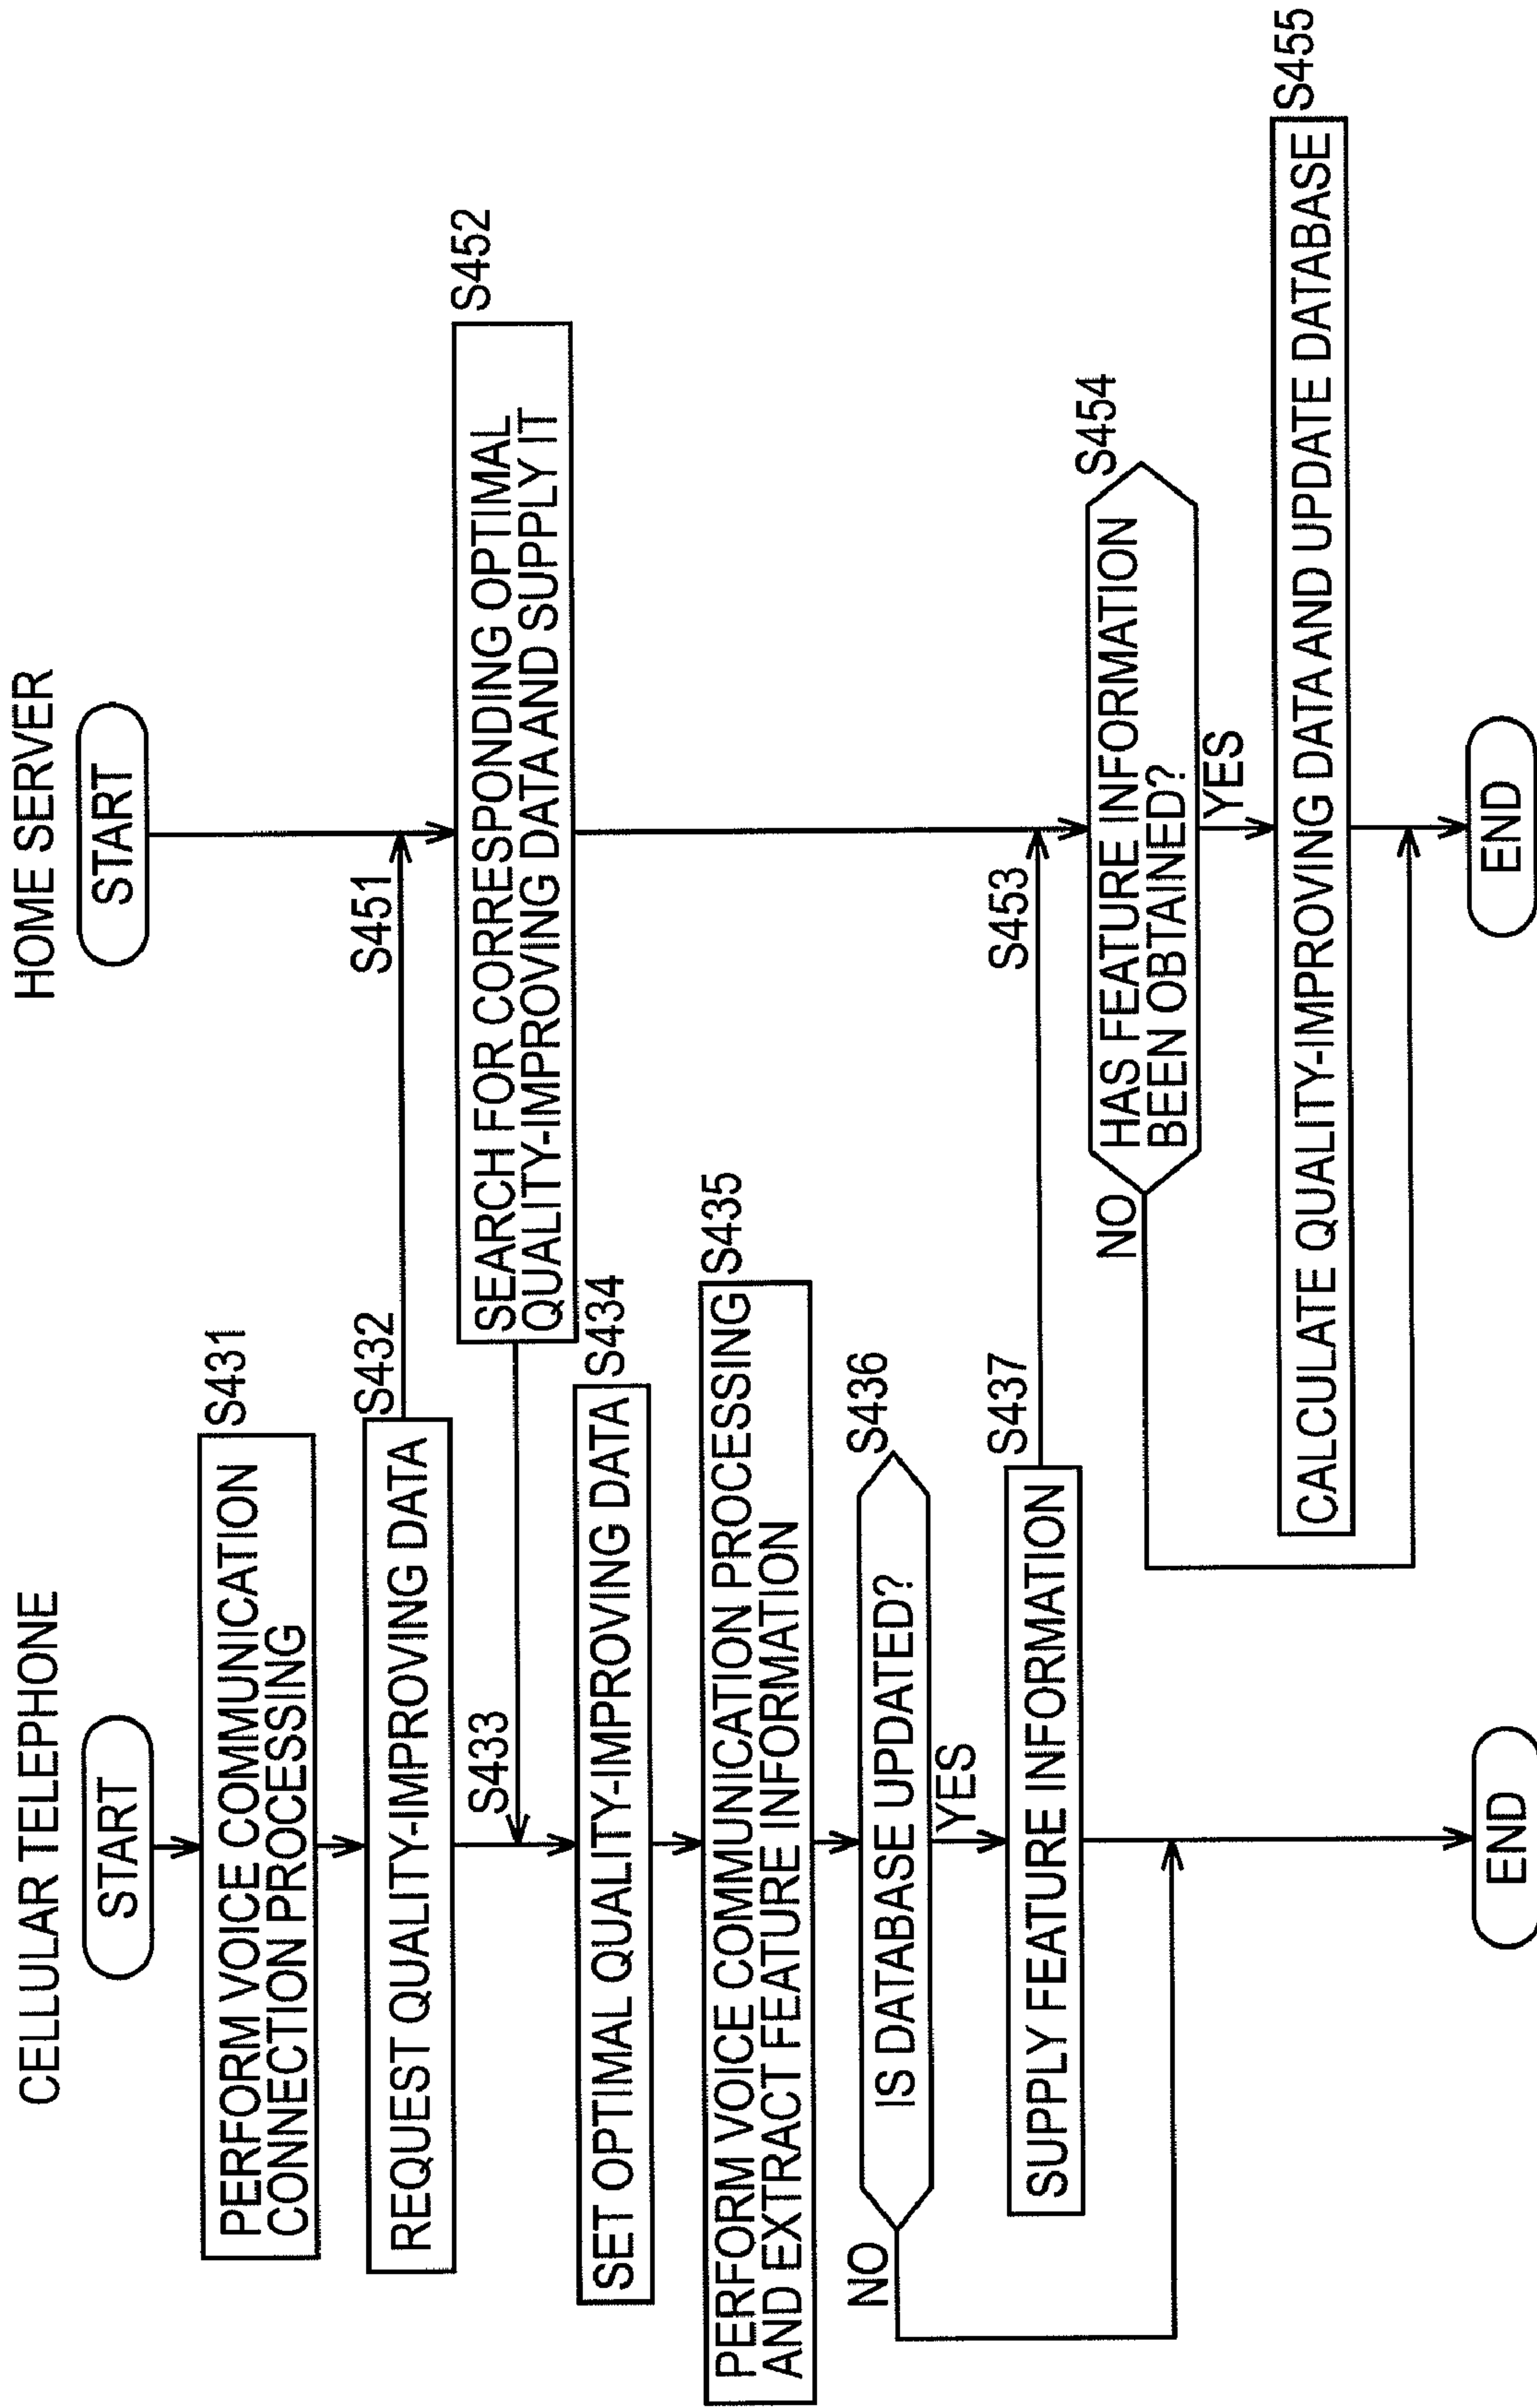 CELLULAR TELEPHONE
START
PERFORM VOICE COMMUNICATION
CONNECTION PROCESSING
S431
REQUEST QUALITY-IMPROVING DATA
S432
S433
SET OPTIMAL QUALITY-IMPROVING DATA
S434
PERFORM VOICE COMMUNICATION PROCESSING
AND EXTRACT FEATURE INFORMATION
S435
IS DATABASE UPDATED?
S436
NO
YES
SUPPLY FEATURE INFORMATION
S437
END
HOME SERVER
START
S451
SEARCH FOR CORRESPONDING OPTIMAL
QUALITY-IMPROVING DATA AND SUPPLY IT
S452
S453
HAS FEATURE INFORMATION
BEEN OBTAINED?
S454
NO
YES
CALCULATE QUALITY-IMPROVING DATA AND UPDATE DATABASE
S455
END